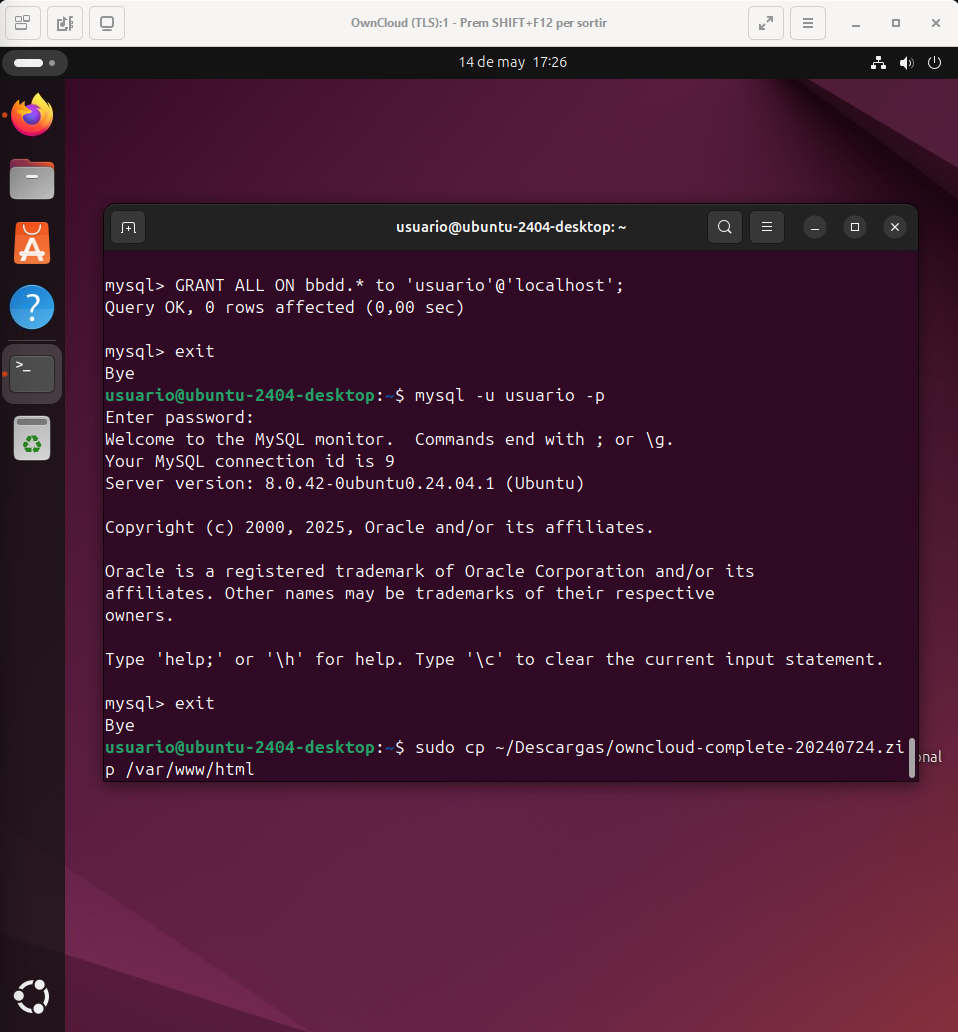 OwnCloud (TLS):1 - Prem SHIFT+F12 per sortir
14 de may 17:26
usuario@ubuntu-2404-desktop: ~
mysql> GRANT ALL ON bbdd.* to 'usuario'@'localhost';
Query OK, 0 rows affected (0,00 sec)
mysql> exit
Bye
usuario@ubuntu-2404-desktop:~$ mysql -u usuario -p
Enter password:
Welcome to the MySQL monitor.  Commands end with ; or \g.
Your MySQL connection id is 9
Server version: 8.0.42-0ubuntu0.24.04.1 (Ubuntu)
Copyright (c) 2000, 2025, Oracle and/or its affiliates.
Oracle is a registered trademark of Oracle Corporation and/or its
affiliates. Other names may be trademarks of their respective
owners.
Type 'help;' or '\h' for help. Type '\c' to clear the current input statement.
mysql> exit
Bye
usuario@ubuntu-2404-desktop:~$ sudo cp ~/Descargas/owncloud-complete-20240724.zi
p /var/www/html